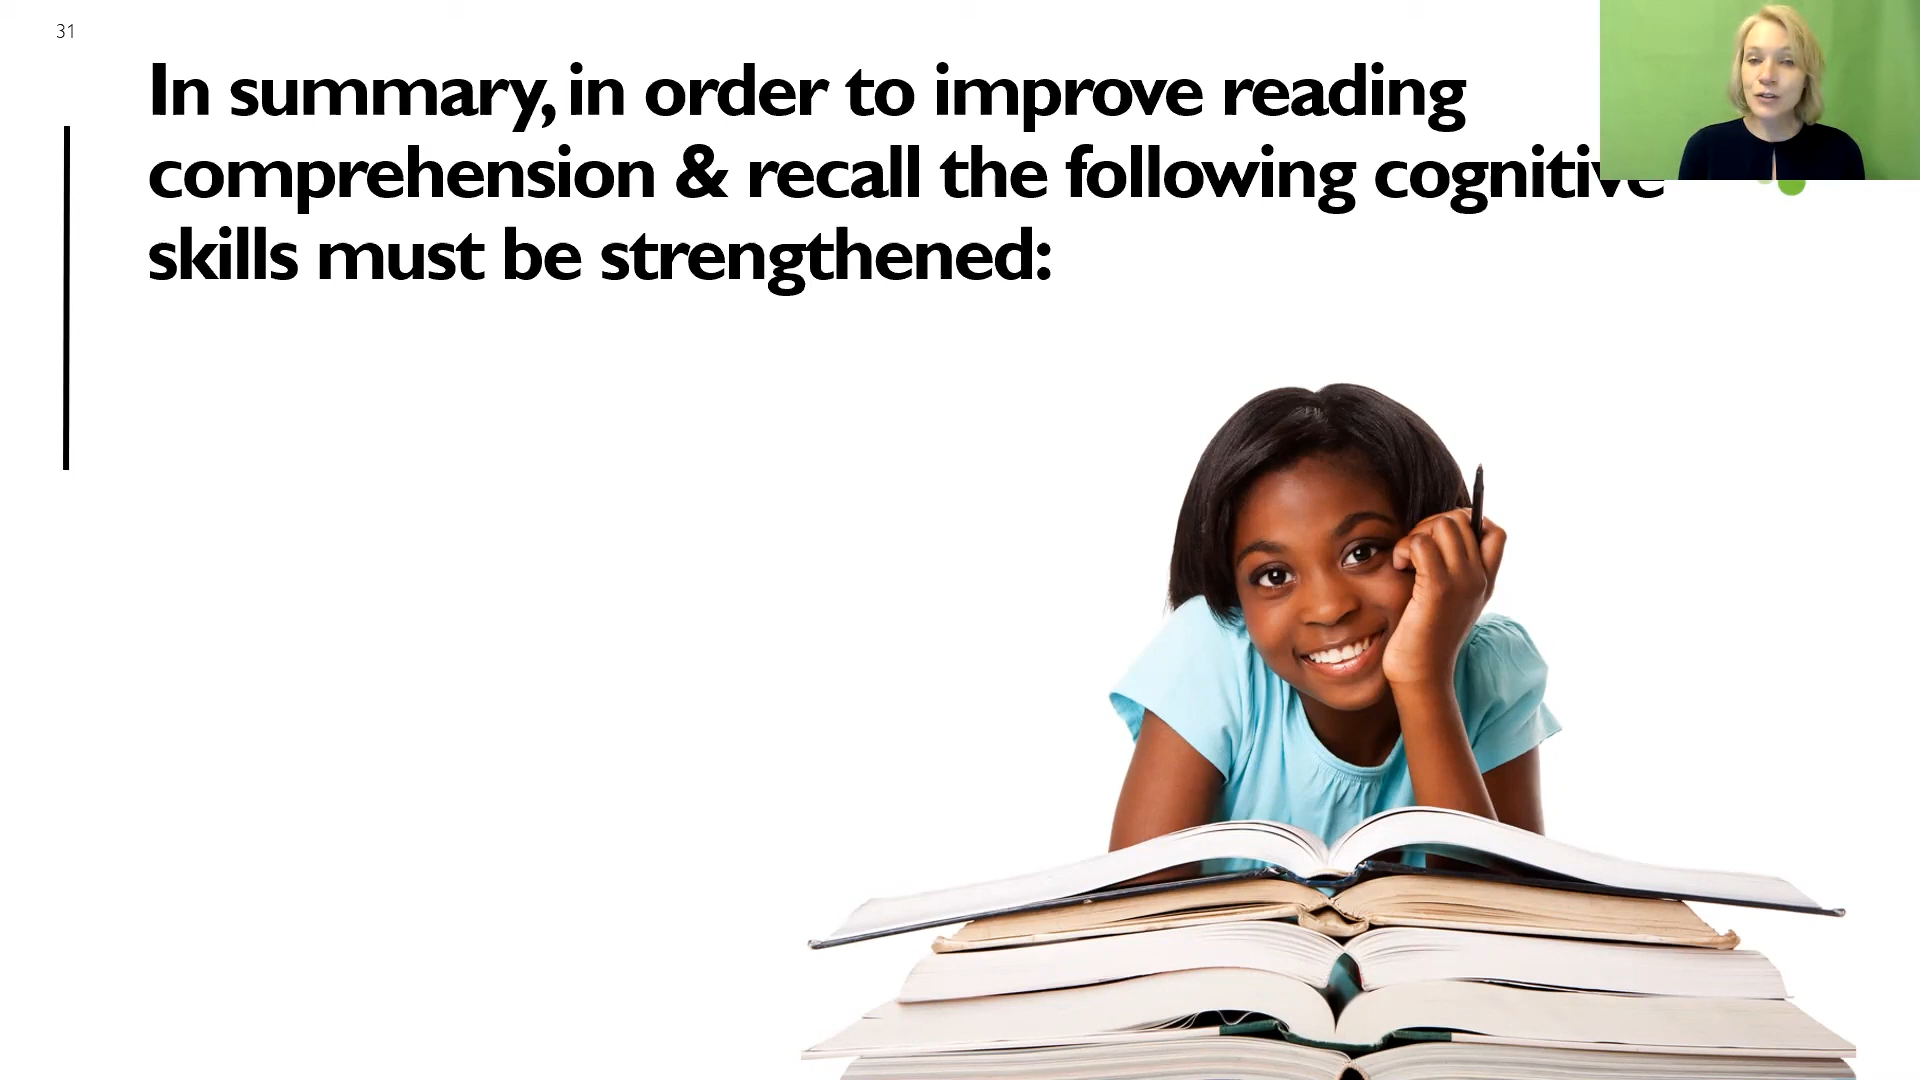 31
In summary, in order to improve reading
comprehension & recall the following cognitive
skills must be strengthened: